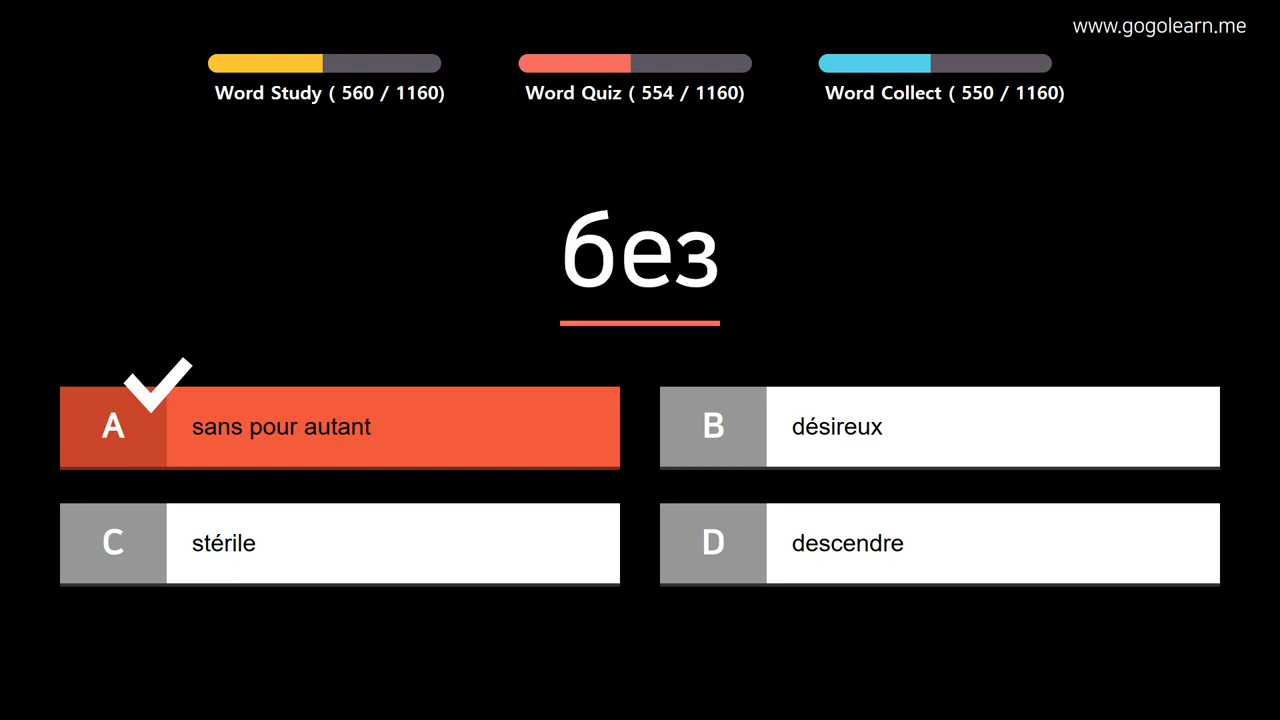 www.gogolearn.me
Word Study ( 560 / 1160)
Word Quiz ( 554 / 1160)
Word Collect ( 550 / 1160)
без
A sans pour autant
B désireux
C stérile
D descendre